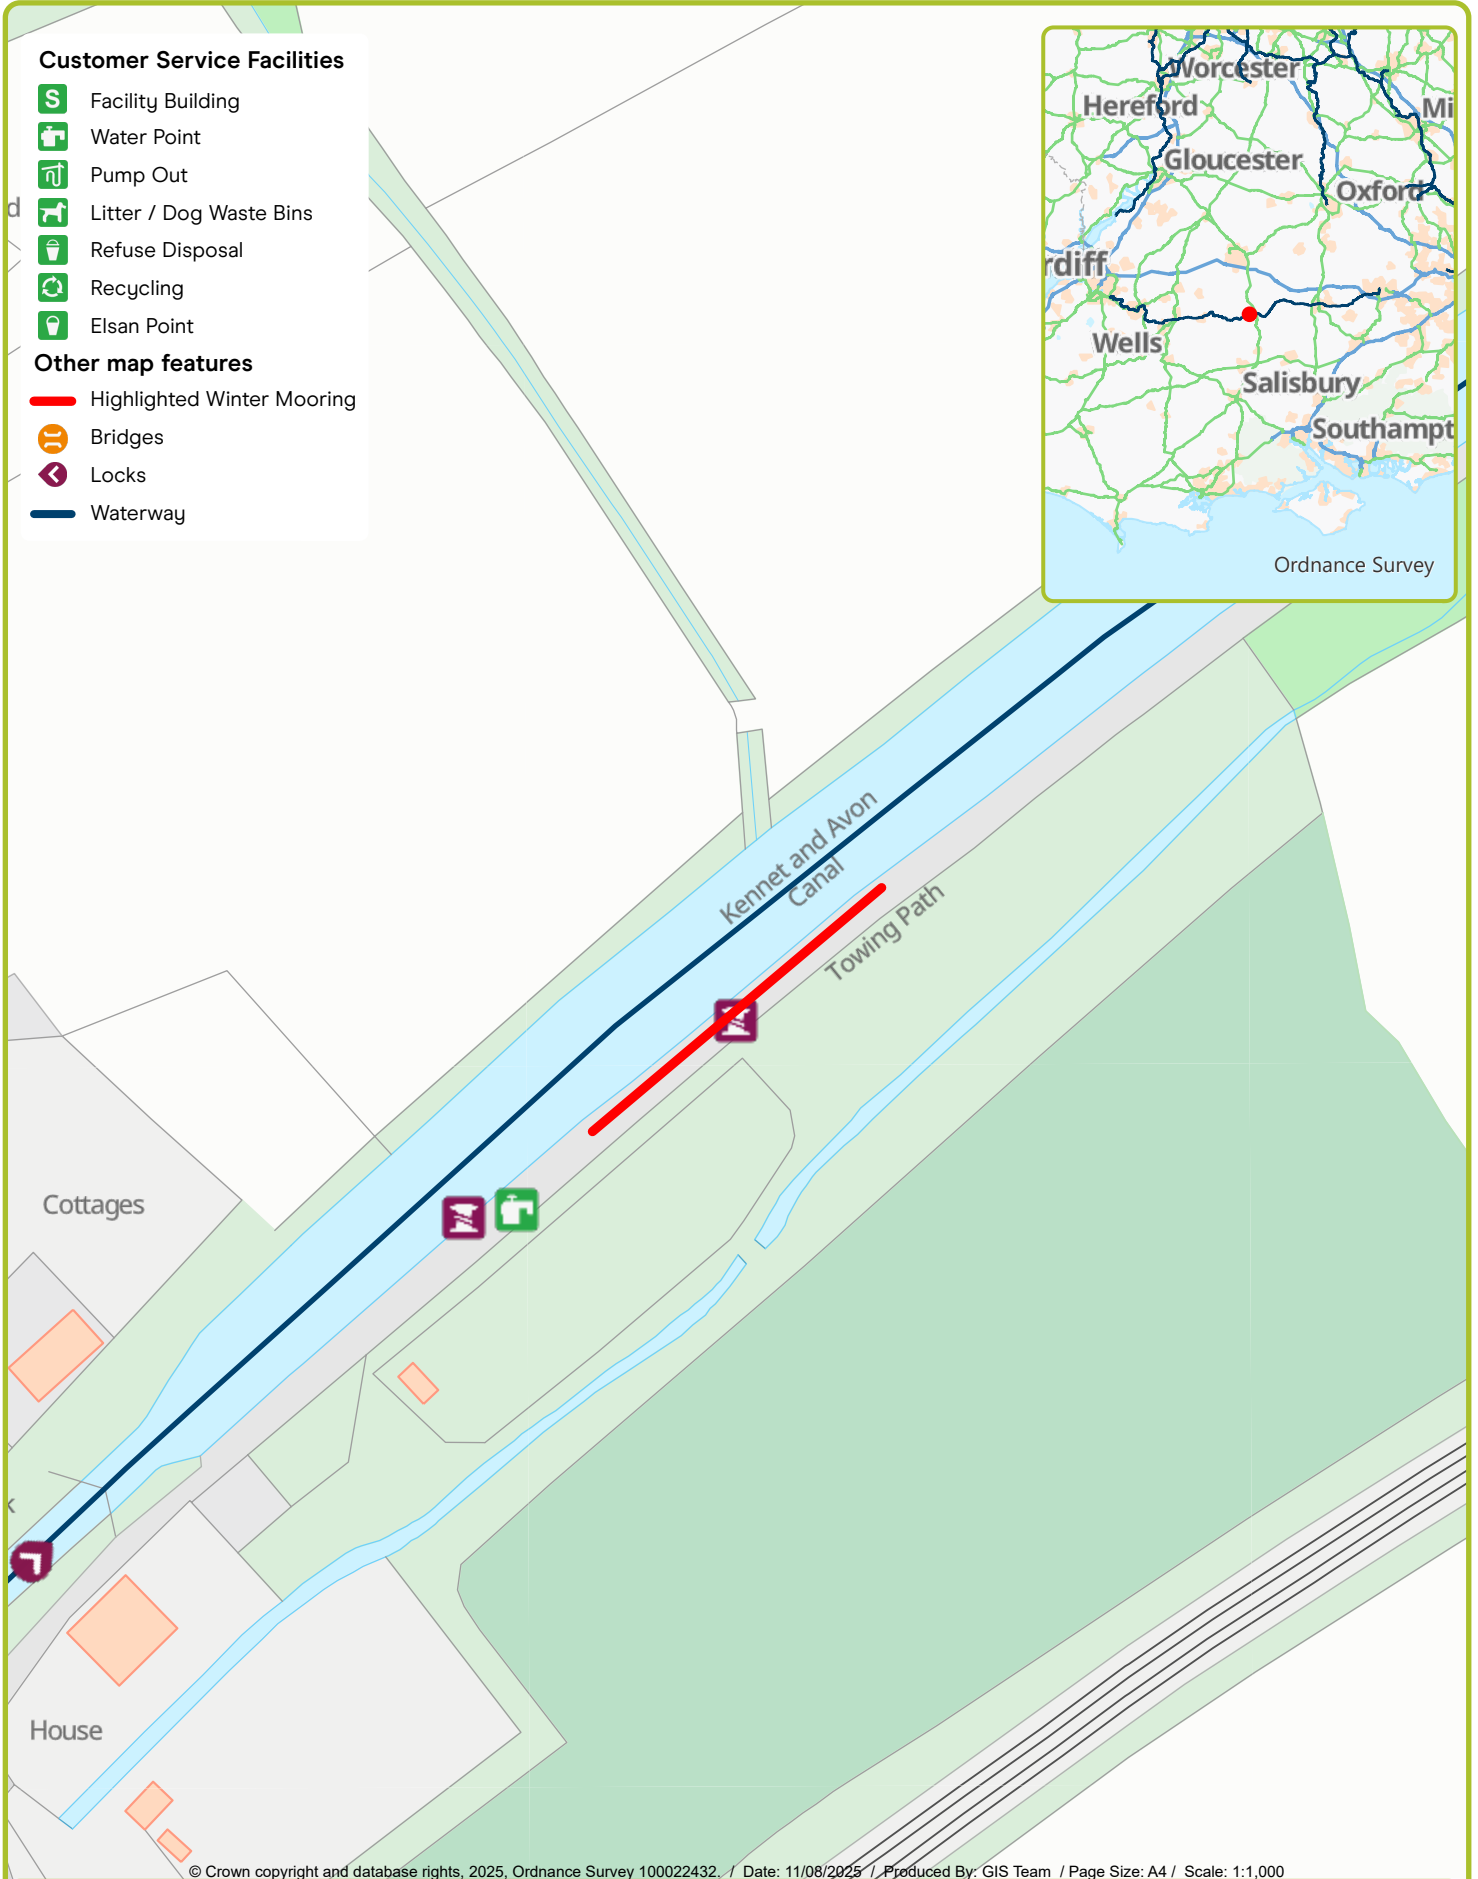 Customer Service Facilities
S
Facility Building
Water Point
Pump Out
Litter / Dog Waste Bins
Refuse Disposal
Recycling
Elsan Point
Other map features
Highlighted Winter Mooring
Bridges
Locks
Waterway
d
Worcester
Hereford
Mi
Gloucester
Oxford
rdiff
Wells
Salisbury
Southampt
Ordnance Survey
Kennet and Avon
Canal
Towing Path
Cottages
k
House
© Crown copyright and database rights, 2025, Ordnance Survey 100022432. / Date: 11/08/2025 / Produced By: GIS Team / Page Size: A4 / Scale: 1:1,000